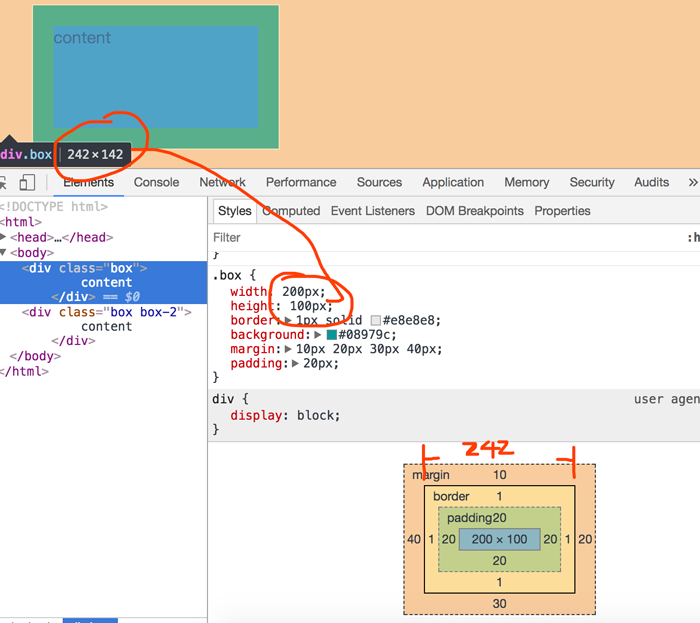 content
div.box | 242 × 142
Elements Console Network Performance Sources Application Memory Security Audits »
<!DOCTYPE html>
<html>
▶ <head>…</head>
▼ <body>
<div class="box">
content
</div> == $0
<div class="box box-2">
content
</div>
</body>
</html>
Styles Computed Event Listeners DOM Breakpoints Properties
Filter :h
}
.box {
width: 200px;
height: 100px;
border: ▶ 1px solid #e8e8e8;
background: ▶ #08979c;
margin: ▶ 10px 20px 30px 40px;
padding: ▶ 20px;
}
div { user agen
display: block;
}
242
margin 10
border 1
padding 20
40 1 20 200 × 100 20 1 20
20
1
30